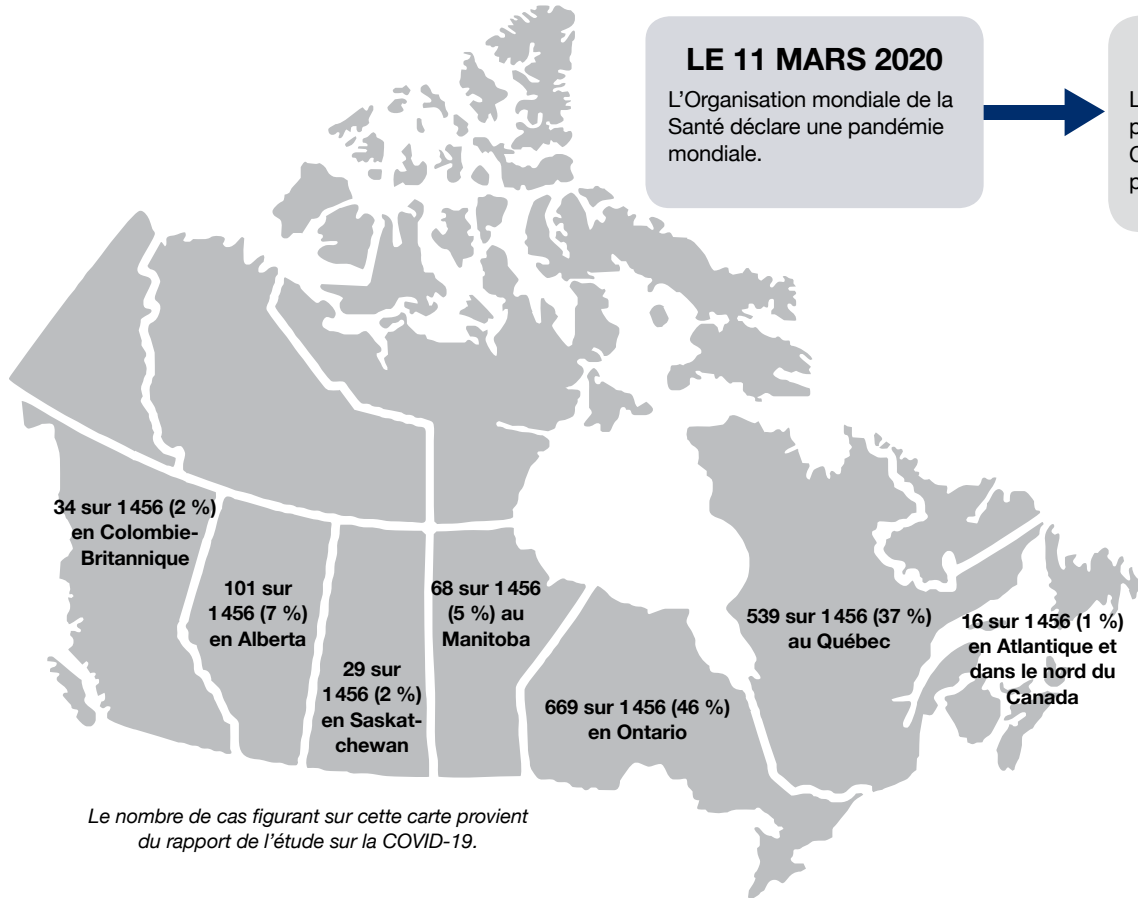 LE 11 MARS 2020
L’Organisation mondiale de la
Santé déclare une pandémie
mondiale.
34 sur 1 456 (2 %)
en Colombie-
Britannique
101 sur
1 456 (7 %)
en Alberta
29 sur
1 456 (2 %)
en Saskat-
chewan
68 sur 1 456
(5 %) au
Manitoba
669 sur 1 456 (46 %)
en Ontario
539 sur 1 456 (37 %)
au Québec
16 sur 1 456 (1 %)
en Atlantique et
dans le nord du
Canada
Le nombre de cas figurant sur cette carte provient
du rapport de l’étude sur la COVID-19.